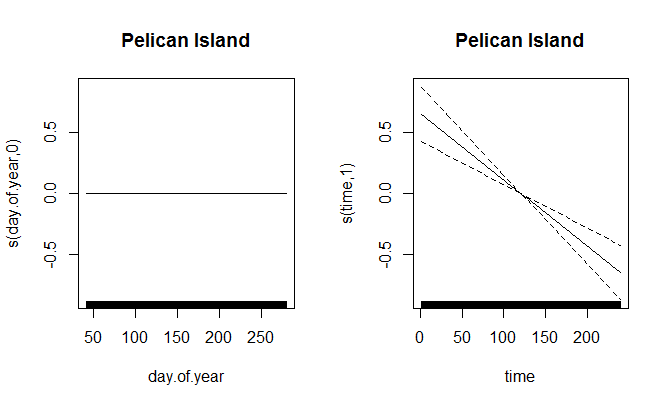 Pelican Island
s(day.of.year,0)
0.5
0.0
-0.5
50 100 150 200 250
day.of.year
Pelican Island
s(time,1)
0.5
0.0
-0.5
0 50 100 150 200
time